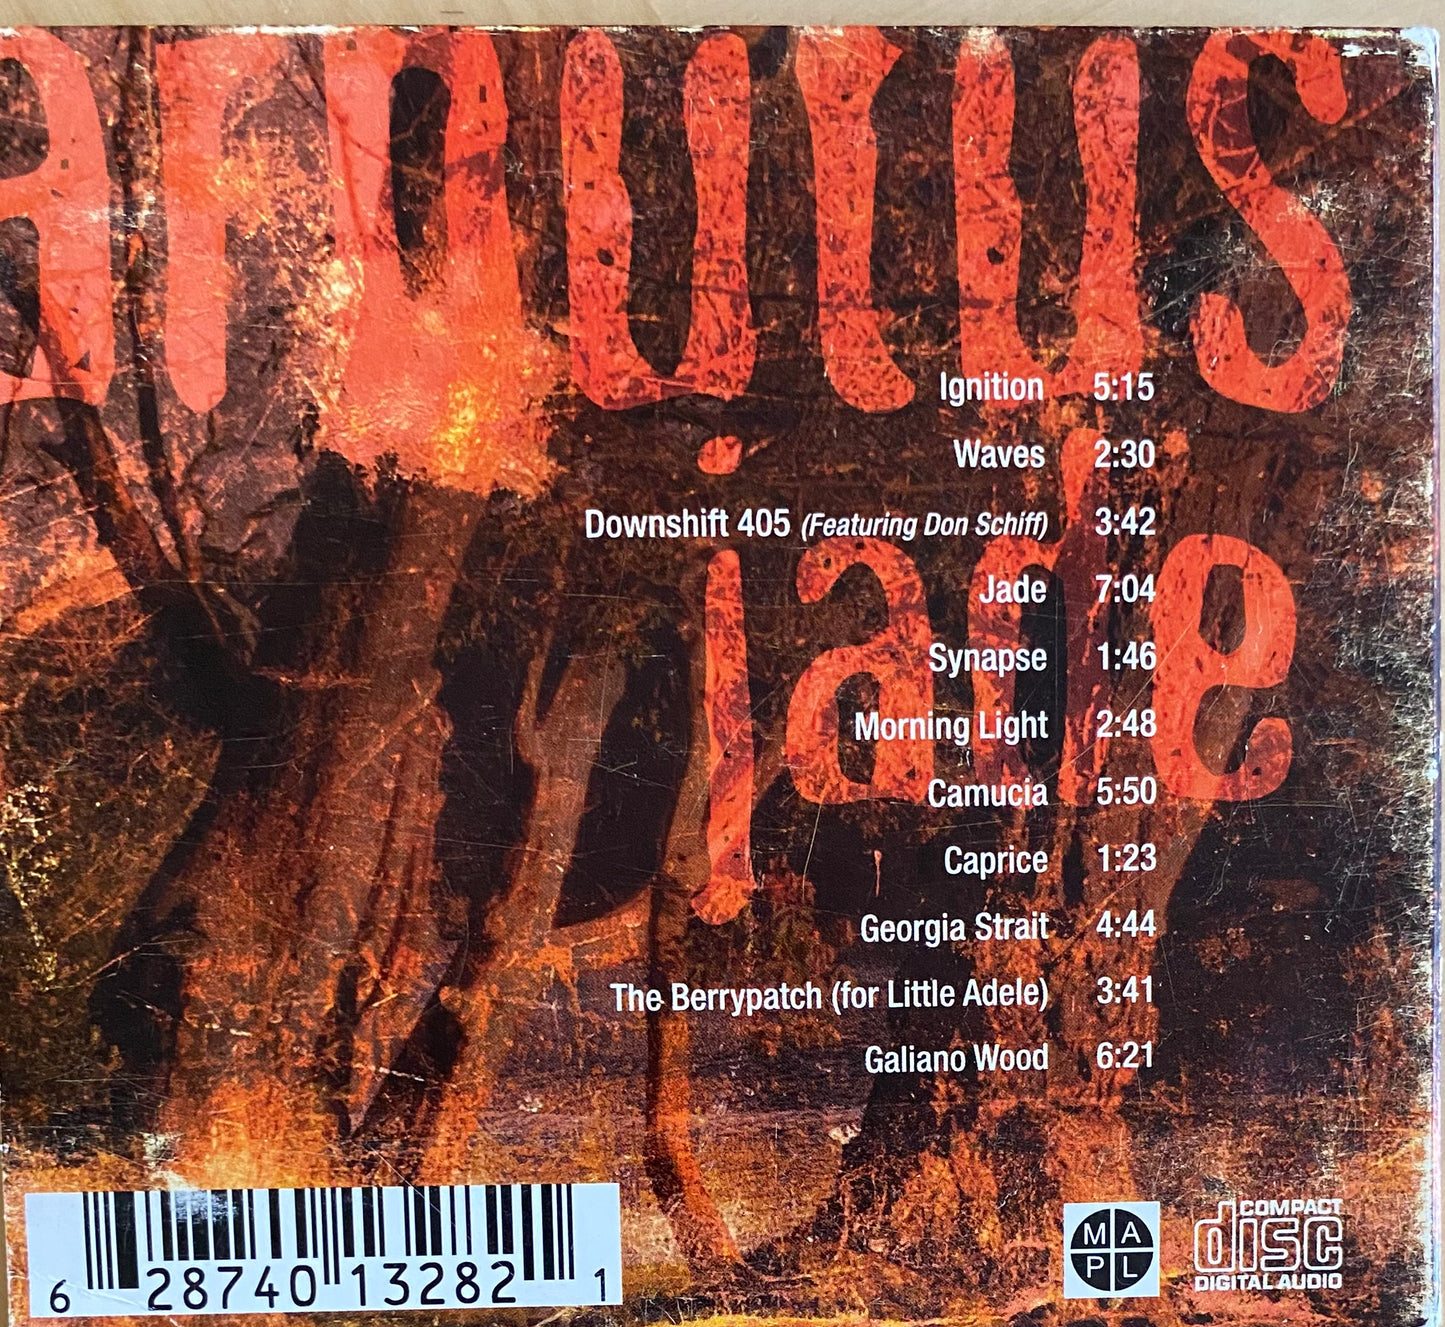 arbutus
jade
Ignition 5:15
Waves 2:30
Downshift 405 (Featuring Don Schiff) 3:42
Jade 7:04
Synapse 1:46
Morning Light 2:48
Camucia 5:50
Caprice 1:23
Georgia Strait 4:44
The Berrypatch (for Little Adele) 3:41
Galiano Wood 6:21
6 28740 13282 1
M A
P L
COMPACT
disc
DIGITAL AUDIO